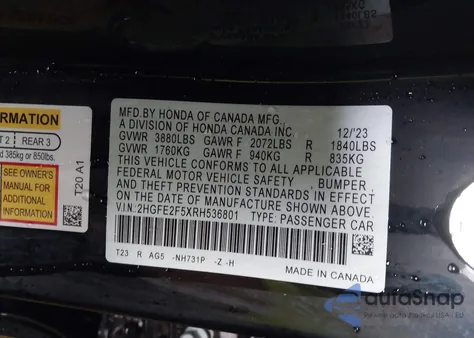 MFD.BY HONDA OF CANADA MFG.,
A DIVISION OF HONDA CANADA INC. 12/'23
GVWR 3880LBS GAWR F 2072LBS R 1840LBS
GVWR 1760KG GAWR F 940KG R 835KG
THIS VEHICLE CONFORMS TO ALL APPLICABLE
FEDERAL MOTOR VEHICLE SAFETY , BUMPER ,
AND THEFT PREVENTION STANDARDS IN EFFECT
ON THE DATE OF MANUFACTURE SHOWN ABOVE.
V.I.N.:2HGFE2F5XRH536801 TYPE: PASSENGER CAR
T23 R AG5 -NH731P -Z -H
MADE IN CANADA
REAR 3
385kg or 850lbs.
SEE OWNER'S
MANUAL FOR
ADDITIONAL
INFORMATION
T20 A1
autoSnap